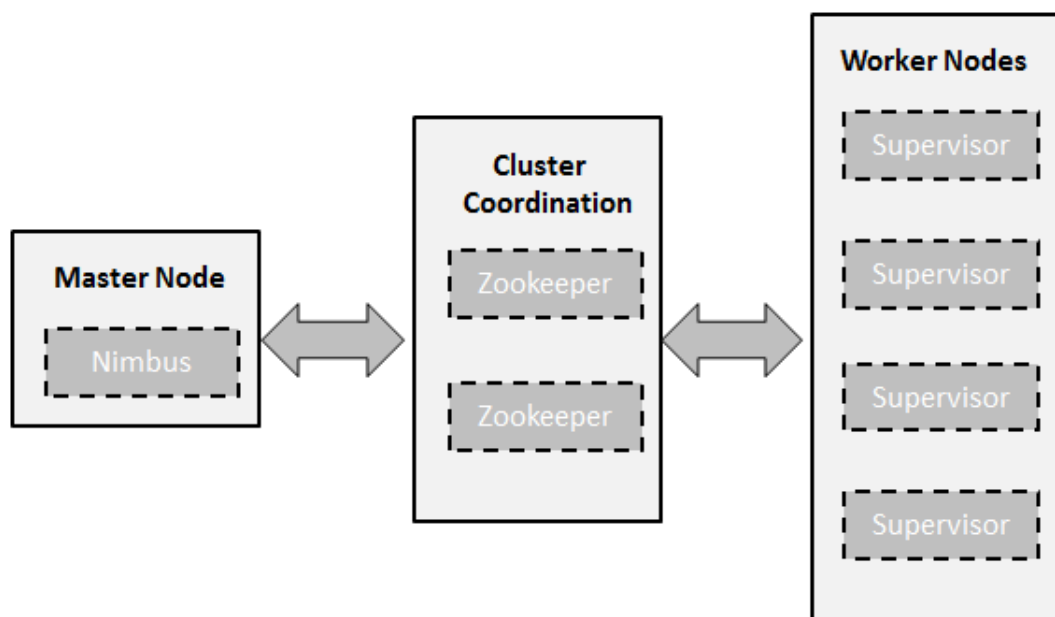 Master Node
Nimbus
Cluster
Coordination
Zookeeper
Zookeeper
Worker Nodes
Supervisor
Supervisor
Supervisor
Supervisor